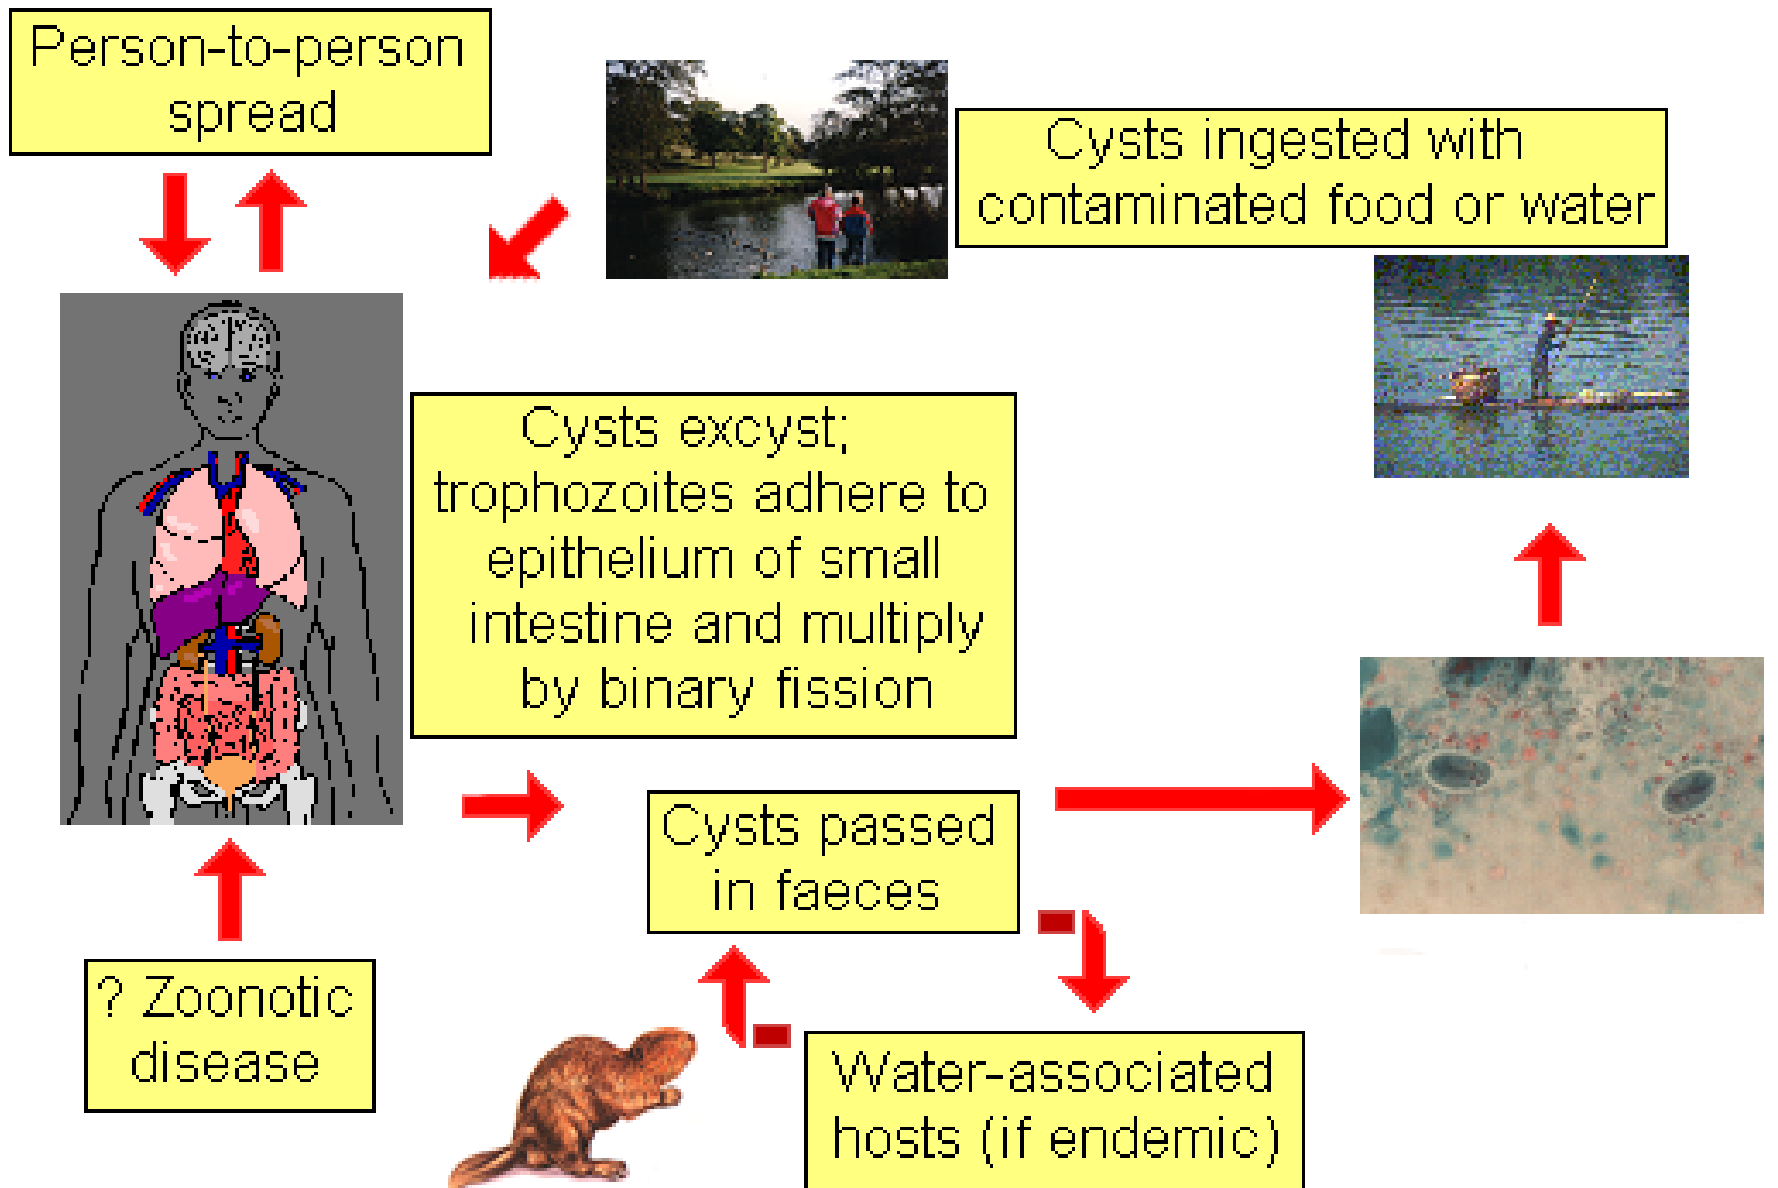 Person-to-person
spread
Cysts ingested with
contaminated food or water
Cysts excyst;
trophozoites adhere to
epithelium of small
intestine and multiply
by binary fission
Cysts passed
in faeces
? Zoonotic
disease
Water-associated
hosts (if endemic)